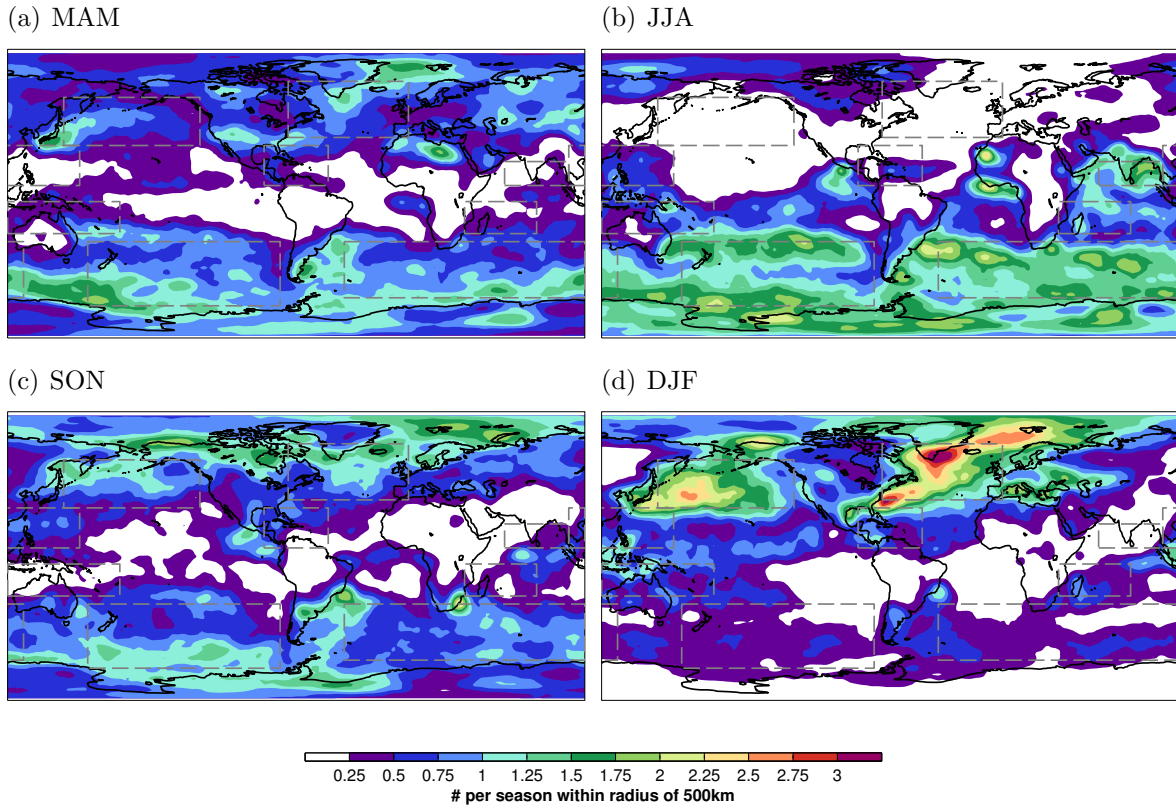 (a) MAM
(b) JJA
(c) SON
(d) DJF
0.25 0.5 0.75 1 1.25 1.5 1.75 2 2.25 2.5 2.75 3
# per season within radius of 500km